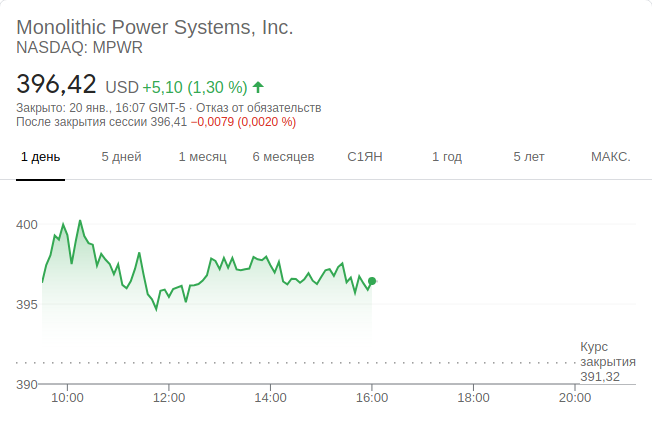 Monolithic Power Systems, Inc.
NASDAQ: MPWR
396,42 USD +5,10 (1,30 %)
Закрыто: 20 янв., 16:07 GMT-5 · Отказ от обязательств
После закрытия сессии 396,41 −0,0079 (0,0020 %)
1 день 5 дней 1 месяц 6 месяцев С1ЯН 1 год 5 лет МАКС.
400
395
Курс
закрытия
391,32
390
10:00 12:00 14:00 16:00 18:00 20:00